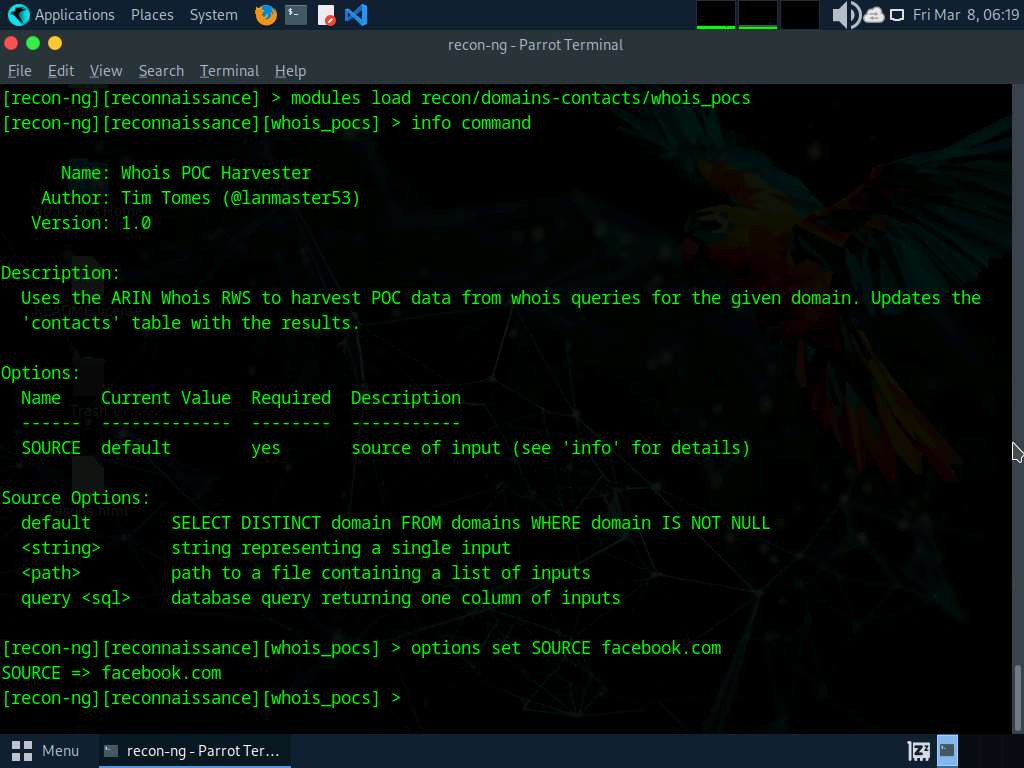 Applications Places System Fri Mar 8, 06:19
recon-ng - Parrot Terminal
File Edit View Search Terminal Help
[recon-ng][reconnaissance] > modules load recon/domains-contacts/whois_pocs
[recon-ng][reconnaissance][whois_pocs] > info command
Name: Whois POC Harvester
Author: Tim Tomes (@lanmaster53)
Version: 1.0
Description:
Uses the ARIN Whois RWS to harvest POC data from whois queries for the given domain. Updates the
'contacts' table with the results.
Options:
Name Current Value Required Description
------ ------------- -------- -----------
SOURCE default yes source of input (see 'info' for details)
Source Options:
default SELECT DISTINCT domain FROM domains WHERE domain IS NOT NULL
<string> string representing a single input
<path> path to a file containing a list of inputs
query <sql> database query returning one column of inputs
[recon-ng][reconnaissance][whois_pocs] > options set SOURCE facebook.com
SOURCE => facebook.com
[recon-ng][reconnaissance][whois_pocs] >
Trash
Menu recon-ng - Parrot Ter...